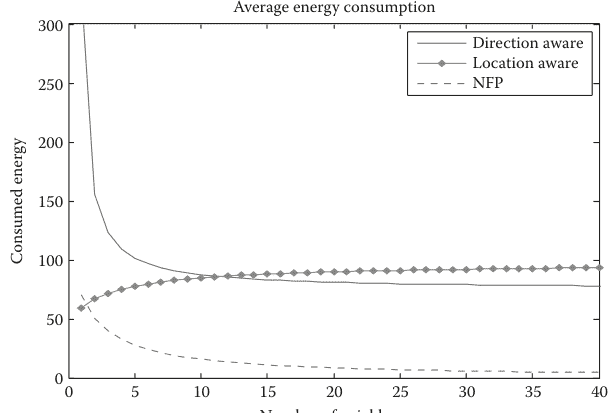 Average energy consumption
300
250
200
150
100
50
0
Consumed energy
Direction aware
Location aware
NFP
0 5 10 15 20 25 30 35 40